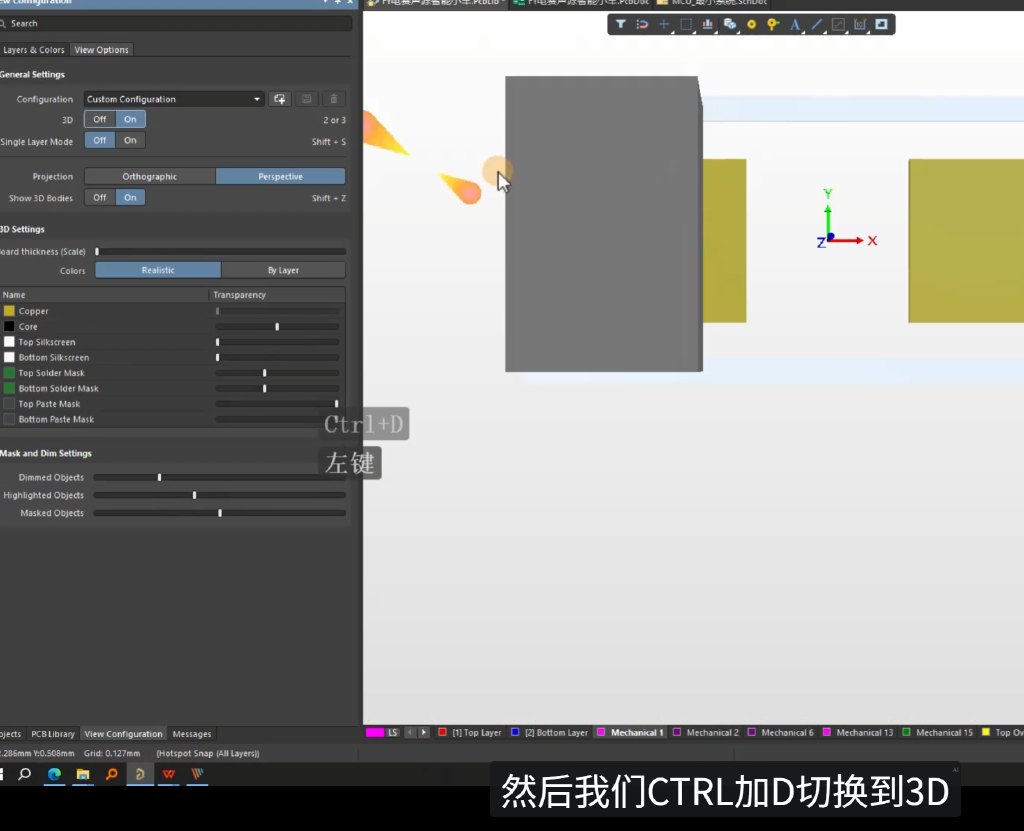 Search
Layers & Colors View Options
General Settings
Configuration Custom Configuration
3D Off On 2 or 3
Single Layer Mode Off On Shift + S
Projection Orthographic Perspective
Show 3D Bodies Off On Shift + Z
3D Settings
oard thickness (Scale)
Colors Realistic By Layer
Name Transparency
Copper
Core
Top Silkscreen
Bottom Silkscreen
Top Solder Mask
Bottom Solder Mask
Top Paste Mask
Bottom Paste Mask
Mask and Dim Settings
Dimmed Objects
Highlighted Objects
Masked Objects
Y
Z X
Ctrl+D
左键
ojects PCB Library View Configuration Messages
LS [1] Top Layer [2] Bottom Layer Mechanical 1 Mechanical 2 Mechanical 6 Mechanical 13 Mechanical 15 Top Ov
.286mm Y:0.508mm Grid: 0.127mm (Hotspot Snap (All Layers))
然后我们CTRL加D切换到3D